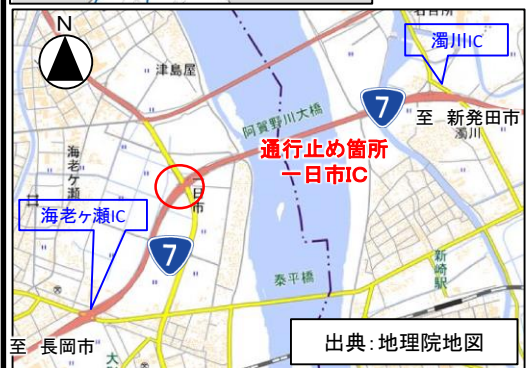 N
津島屋
濁川IC
7
至 新発田市
濁川
阿賀野川大橋
通行止め箇所
一日市IC
海老ケ瀬
一日市
海老ヶ瀬IC
7
泰平橋
新崎駅
至 長岡市
出典:地理院地図